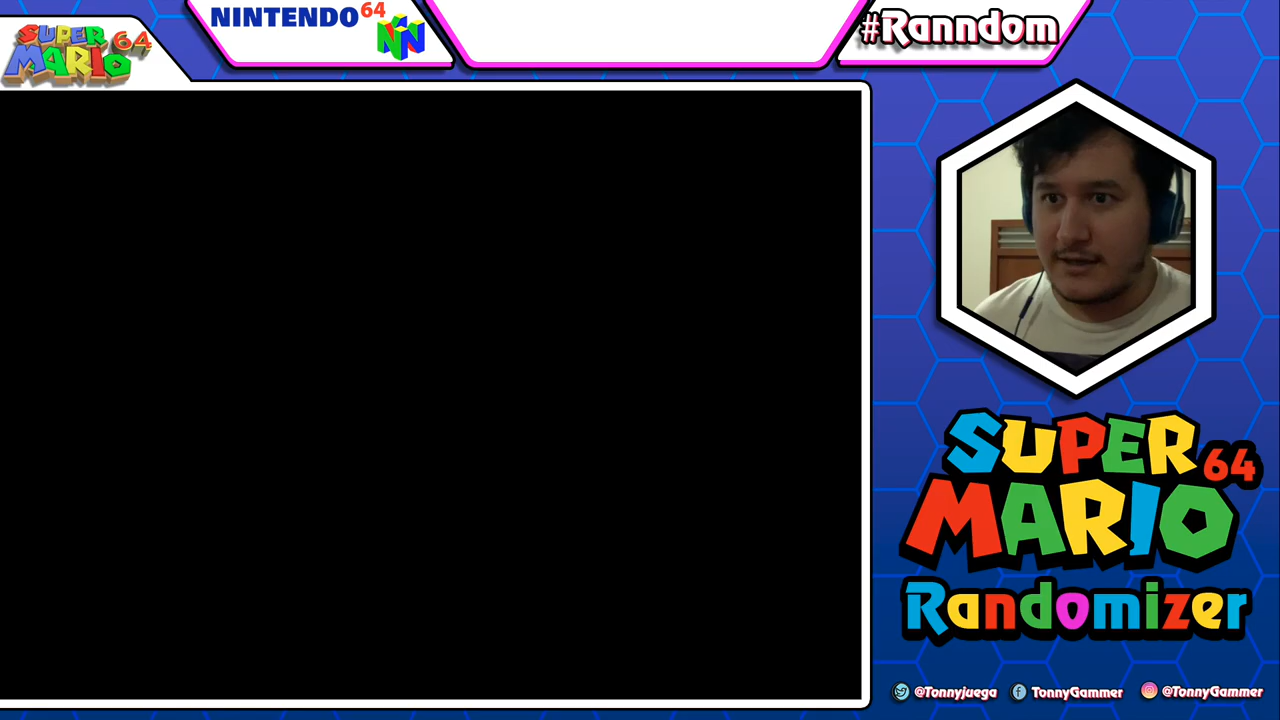 SUPER MARIO 64
NINTENDO 64
#Ranndom
SUPER
MARIO 64
Randomizer
@Tonnyjuega TonnyGammer @TonnyGammer